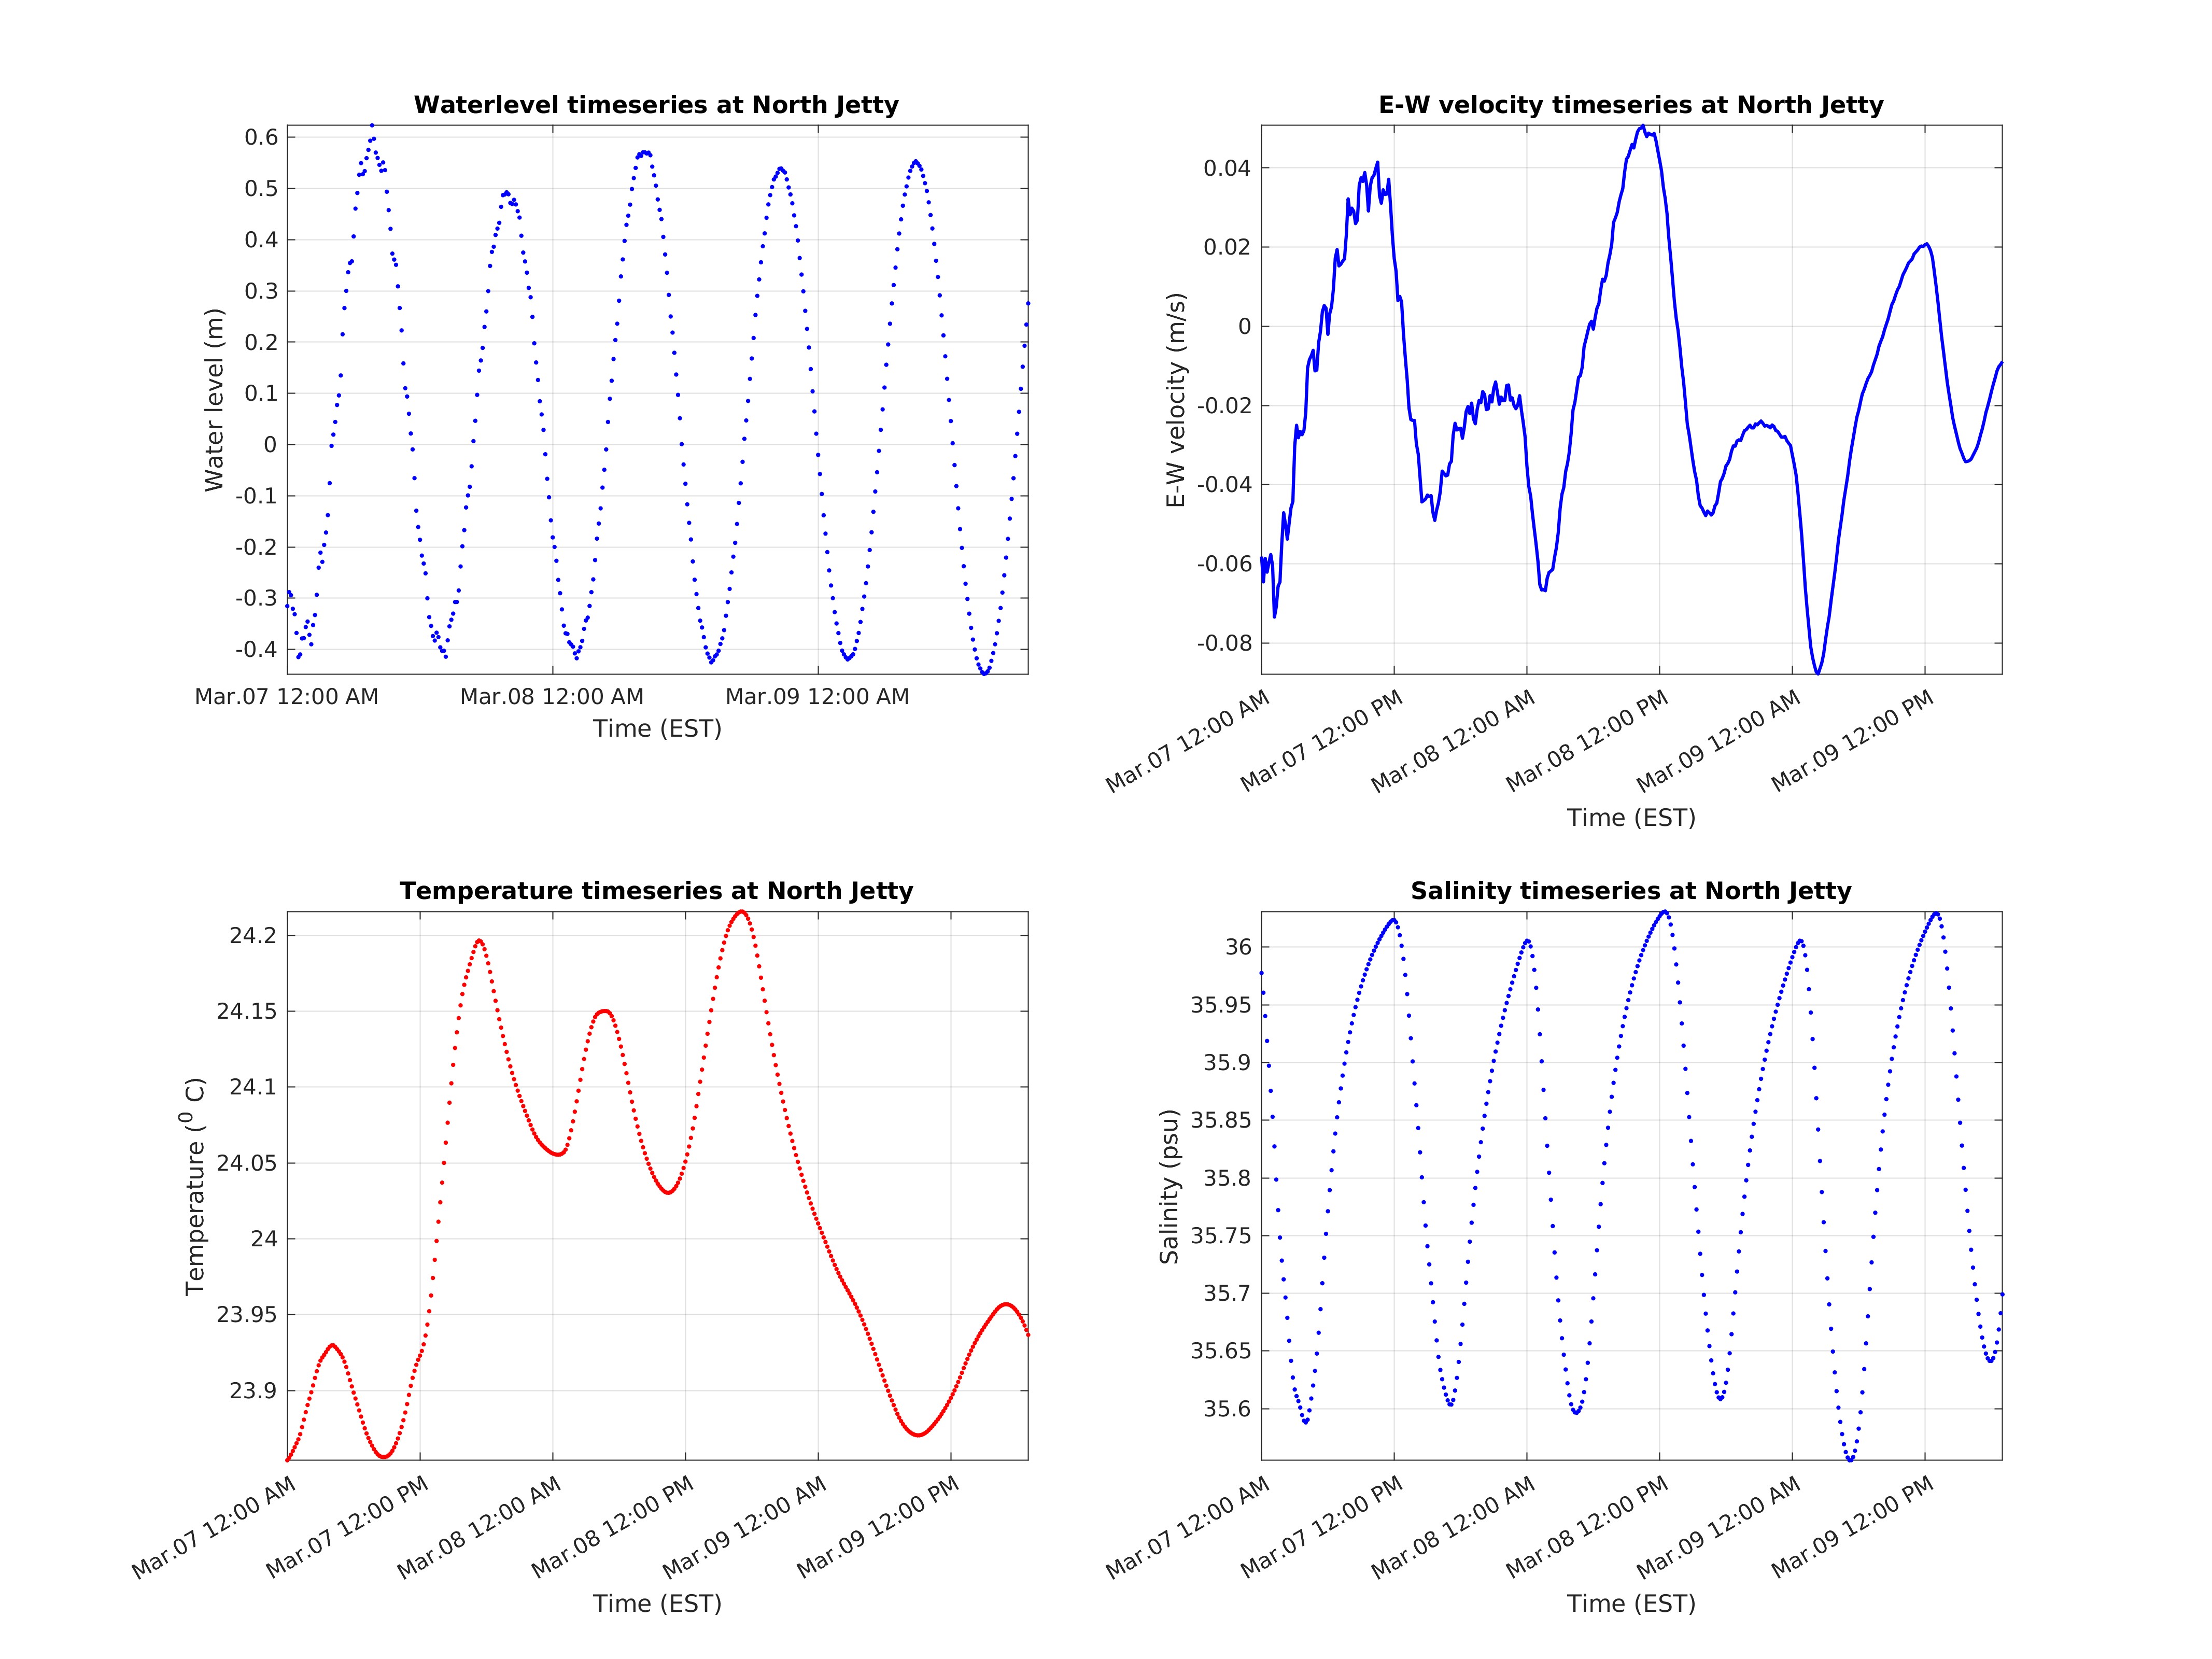 Waterlevel timeseries at North Jetty
0.6
0.5
0.4
0.3
0.2
0.1
0
-0.1
-0.2
-0.3
-0.4
Water level (m)
Mar.07 12:00 AM
Mar.08 12:00 AM
Mar.09 12:00 AM
Time (EST)
E-W velocity timeseries at North Jetty
0.04
0.02
0
-0.02
-0.04
-0.06
-0.08
E-W velocity (m/s)
Mar.07 12:00 AM
Mar.07 12:00 PM
Mar.08 12:00 AM
Mar.08 12:00 PM
Mar.09 12:00 AM
Mar.09 12:00 PM
Time (EST)
Temperature timeseries at North Jetty
24.2
24.15
24.1
24.05
24
23.95
23.9
Temperature (⁰ C)
Mar.07 12:00 AM
Mar.07 12:00 PM
Mar.08 12:00 AM
Mar.08 12:00 PM
Mar.09 12:00 AM
Mar.09 12:00 PM
Time (EST)
Salinity timeseries at North Jetty
36
35.95
35.9
35.85
35.8
35.75
35.7
35.65
35.6
Salinity (psu)
Mar.07 12:00 AM
Mar.07 12:00 PM
Mar.08 12:00 AM
Mar.08 12:00 PM
Mar.09 12:00 AM
Mar.09 12:00 PM
Time (EST)